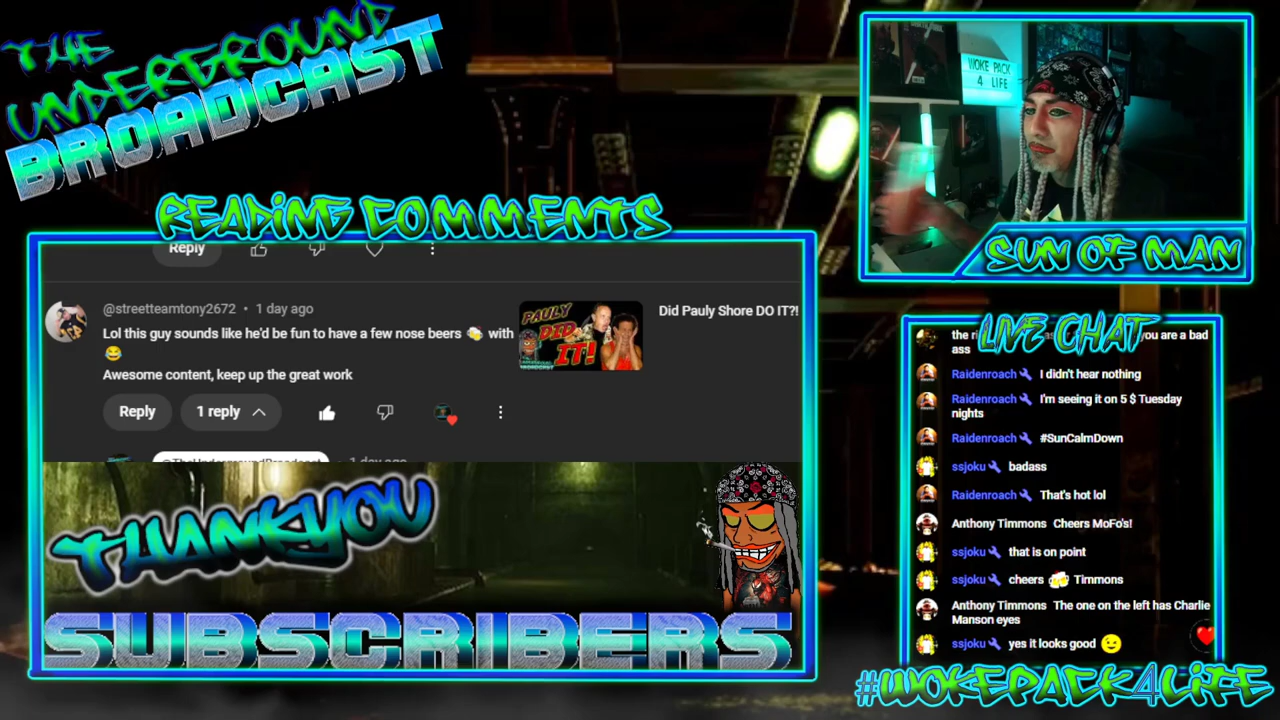 THE
UNDERGROUND
BROADCAST
READING COMMENTS
Reply
@streetteamtony2672 • 1 day ago
Lol this guy sounds like he'd be fun to have a few nose beers 🍻 with
😂
Awesome content, keep up the great work
Reply 1 reply
1 day ago
PAULY
DID
IT!
Did Pauly Shore DO IT?!
THANKYOU
SUBSCRIBERS
WOKE PACK
4 LIFE
SUN OF MAN
LIVE CHAT
you are a bad
ass
Raidenroach I didn't hear nothing
Raidenroach I'm seeing it on 5 $ Tuesday
nights
Raidenroach #SunCalmDown
ssjoku badass
Raidenroach That's hot lol
Anthony Timmons Cheers MoFo's!
ssjoku that is on point
ssjoku cheers 🍻 Timmons
Anthony Timmons The one on the left has Charlie
Manson eyes
ssjoku yes it looks good 😉
#WOKEPACK4LIFE